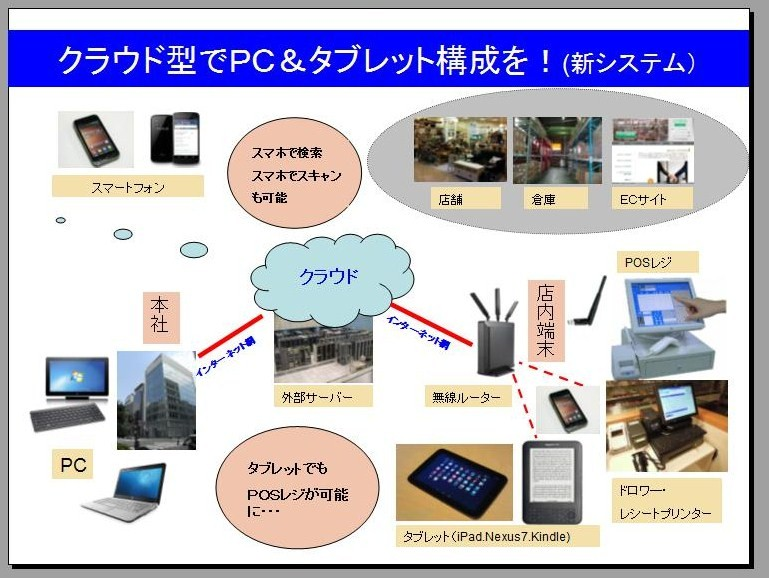 クラウド型でPC＆タブレット構成を！(新システム）
スマートフォン
スマホで検索
スマホでスキャン
も可能
店舗
倉庫
ECサイト
クラウド
本社
インターネット網
インターネット網
外部サーバー
無線ルーター
店内端末
POSレジ
PC
タブレットでも
POSレジが可能
に・・・
タブレット（iPad.Nexus7.Kindle)
ドロワー・
レシートプリンター